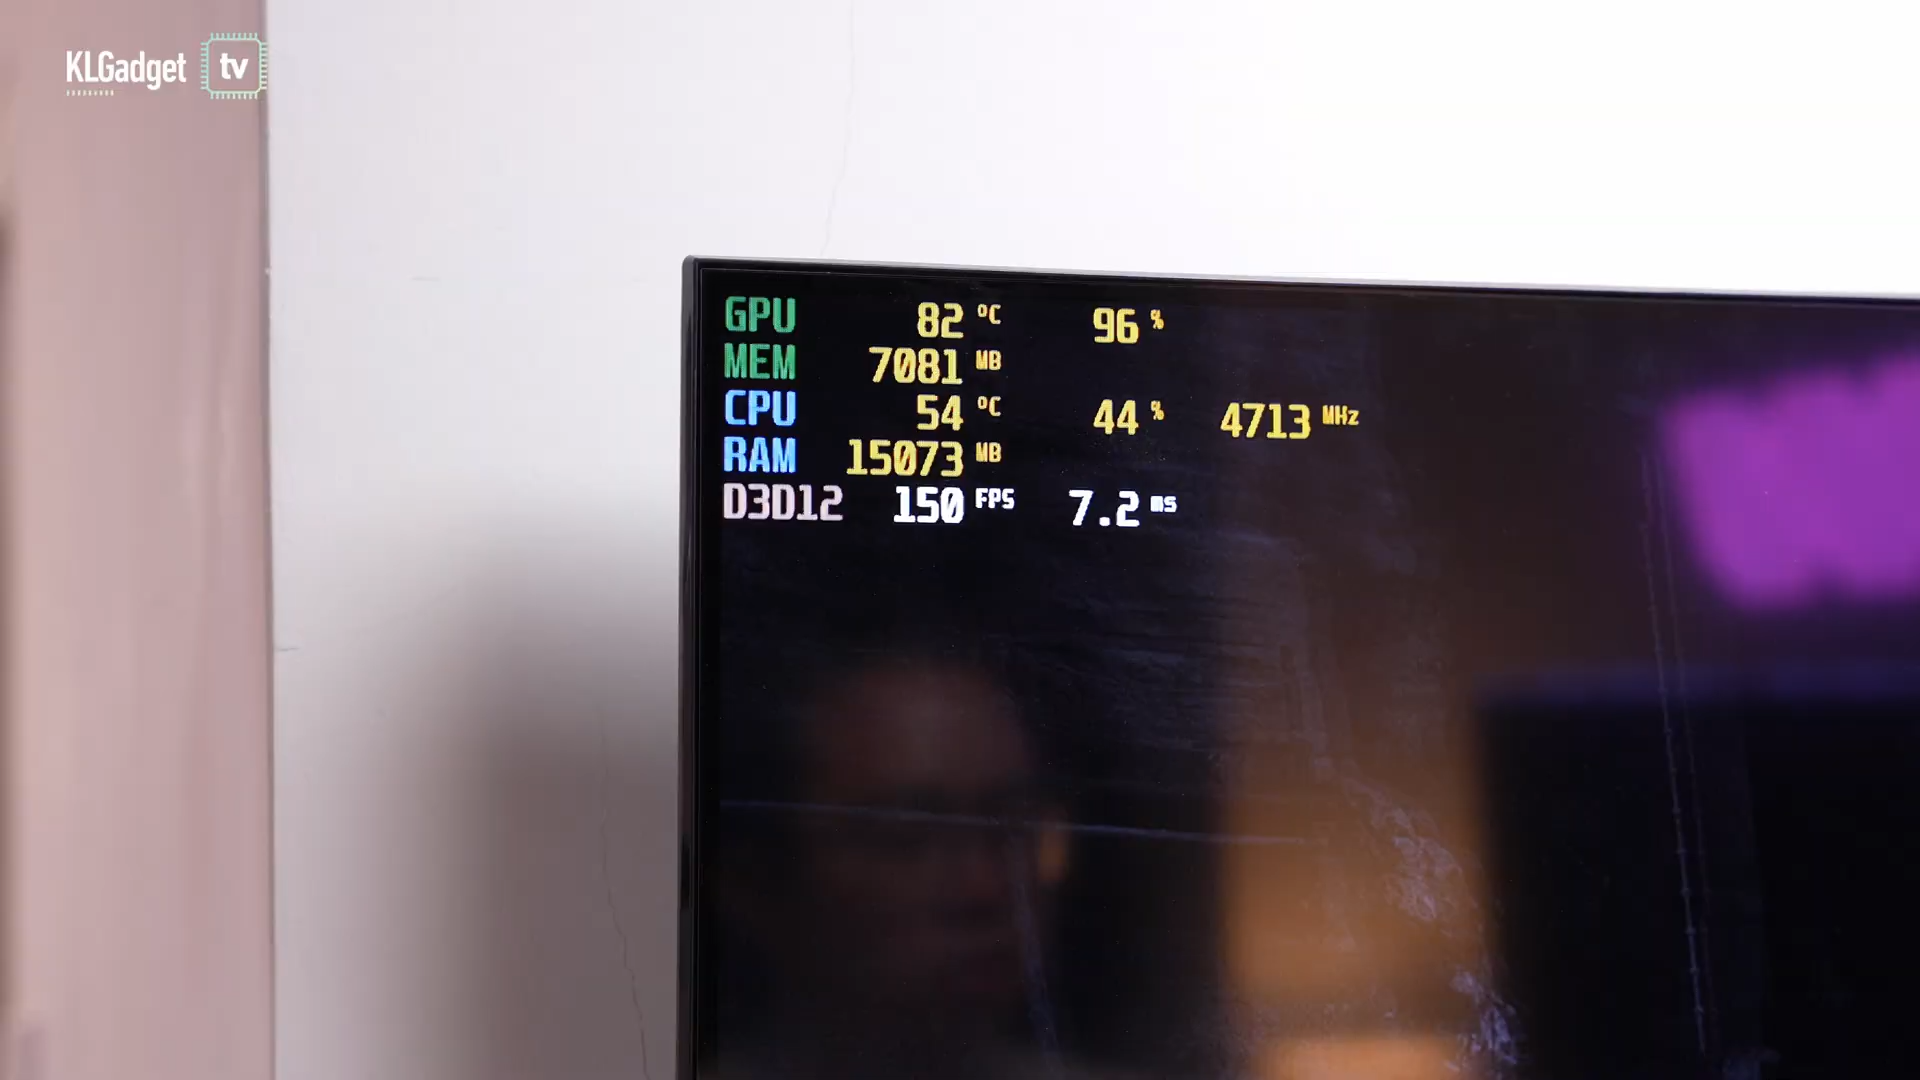 KLGadget tv
GPU 82 °C 96 %
MEM 7081 MB
CPU 54 °C 44 % 4713 MHz
RAM 15073 MB
D3D12 150 FPS 7.2 ms